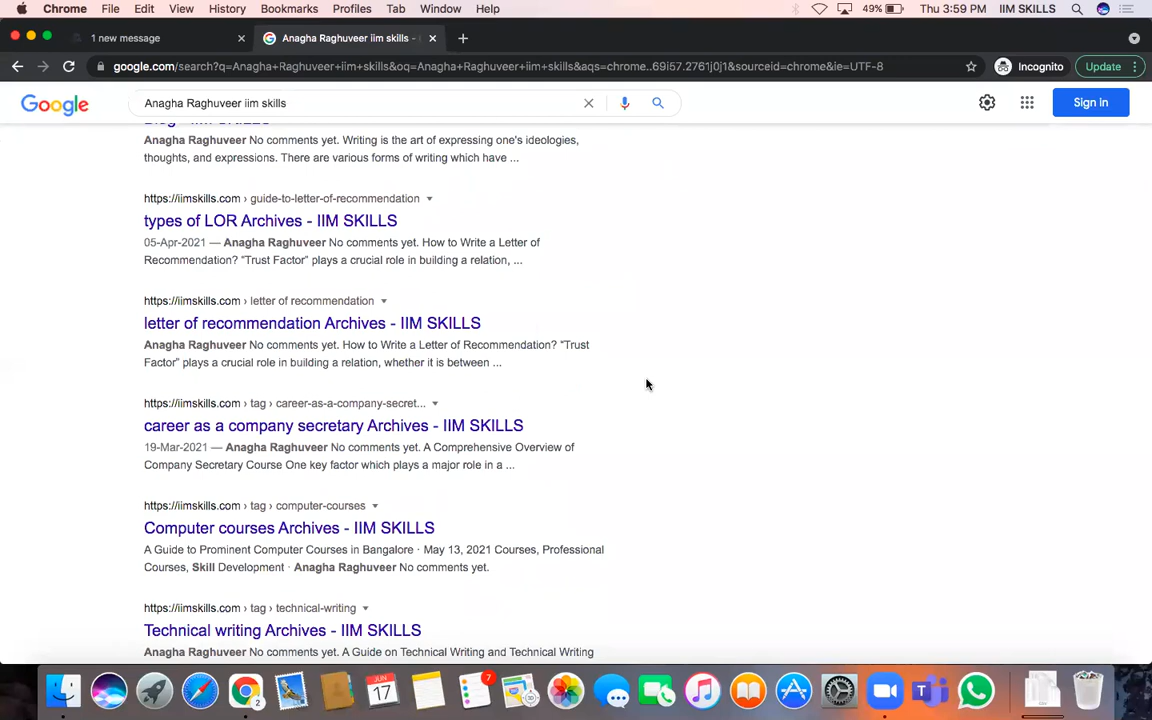 Chrome File Edit View History Bookmarks Profiles Tab Window Help 49% Thu 3:59 PM IIM SKILLS
1 new message Anagha Raghuveer iim skills -
google.com/search?q=Anagha+Raghuveer+iim+skills&oq=Anagha+Raghuveer+iim+skills&aqs=chrome..69i57.2761j0j1&sourceid=chrome&ie=UTF-8 Incognito Update
Google Anagha Raghuveer iim skills Sign in
Blog - IIM SKILLS
Anagha Raghuveer No comments yet. Writing is the art of expressing one's ideologies,
thoughts, and expressions. There are various forms of writing which have ...
https://iimskills.com › guide-to-letter-of-recommendation
types of LOR Archives - IIM SKILLS
05-Apr-2021 — Anagha Raghuveer No comments yet. How to Write a Letter of
Recommendation? "Trust Factor" plays a crucial role in building a relation, ...
https://iimskills.com › letter of recommendation
letter of recommendation Archives - IIM SKILLS
Anagha Raghuveer No comments yet. How to Write a Letter of Recommendation? "Trust
Factor" plays a crucial role in building a relation, whether it is between ...
https://iimskills.com › tag › career-as-a-company-secret...
career as a company secretary Archives - IIM SKILLS
19-Mar-2021 — Anagha Raghuveer No comments yet. A Comprehensive Overview of
Company Secretary Course One key factor which plays a major role in a ...
https://iimskills.com › tag › computer-courses
Computer courses Archives - IIM SKILLS
A Guide to Prominent Computer Courses in Bangalore · May 13, 2021 Courses, Professional
Courses, Skill Development · Anagha Raghuveer No comments yet.
https://iimskills.com › tag › technical-writing
Technical writing Archives - IIM SKILLS
Anagha Raghuveer No comments yet. A Guide on Technical Writing and Technical Writing
2 JUN 17 7